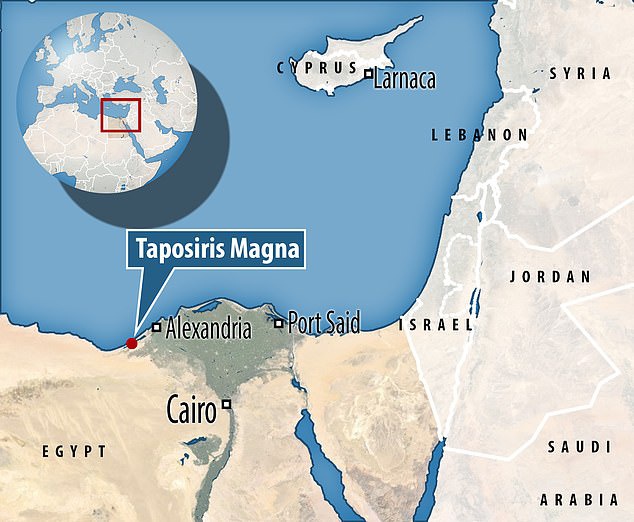 CYPRUS
Larnaca
SYRIA
LEBANON
Taposiris Magna
JORDAN
Alexandria
Port Said
ISRAEL
Cairo
EGYPT
SAUDI
ARABIA